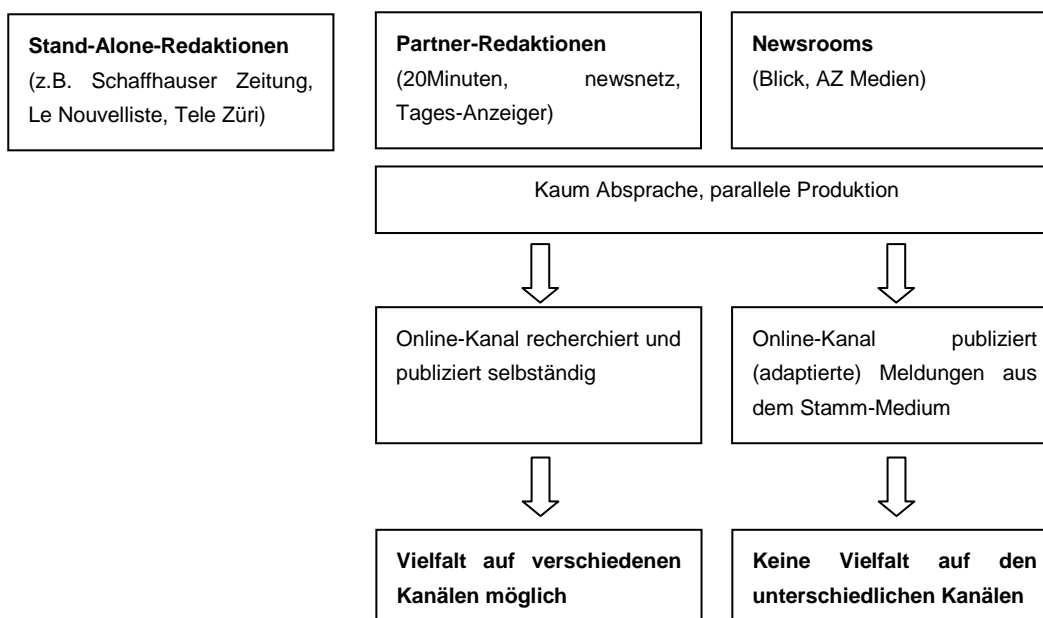 Stand-Alone-Redaktionen
(z.B. Schaffhauser Zeitung,
Le Nouvelliste, Tele Züri)
Partner-Redaktionen
(20Minuten, newsnetz,
Tages-Anzeiger)
Newsrooms
(Blick, AZ Medien)
Kaum Absprache, parallele Produktion
Online-Kanal recherchiert und
publiziert selbständig
Online-Kanal publiziert
(adaptierte) Meldungen aus
dem Stamm-Medium
Vielfalt auf verschiedenen
Kanälen möglich
Keine Vielfalt auf den
unterschiedlichen Kanälen